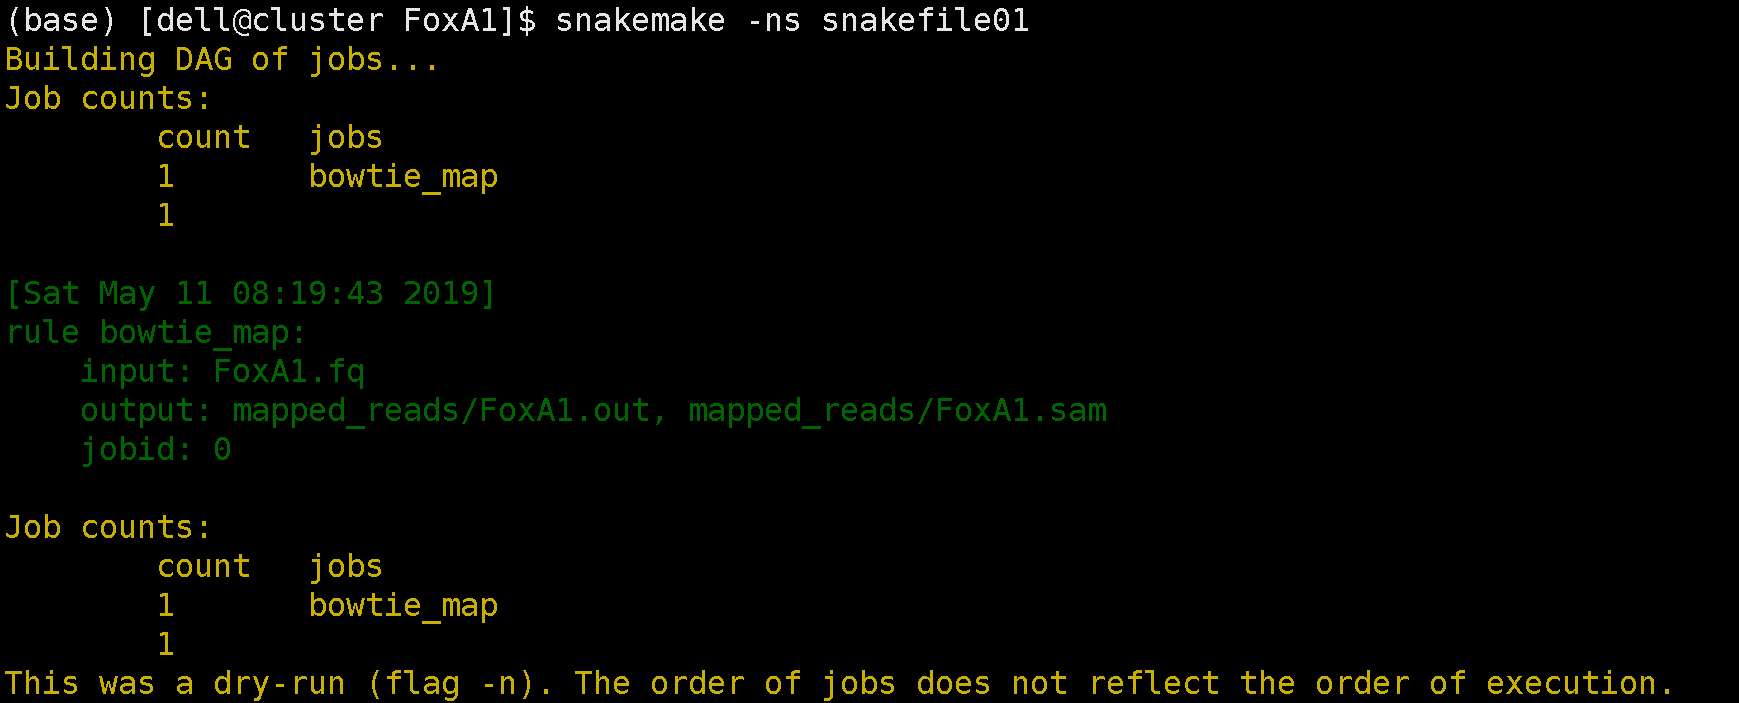 (base) [dell@cluster FoxA1]$ snakemake -ns snakefile01
Building DAG of jobs...
Job counts:
        count   jobs
        1       bowtie_map
        1

[Sat May 11 08:19:43 2019]
rule bowtie_map:
    input: FoxA1.fq
    output: mapped_reads/FoxA1.out, mapped_reads/FoxA1.sam
    jobid: 0

Job counts:
        count   jobs
        1       bowtie_map
        1
This was a dry-run (flag -n). The order of jobs does not reflect the order of execution.